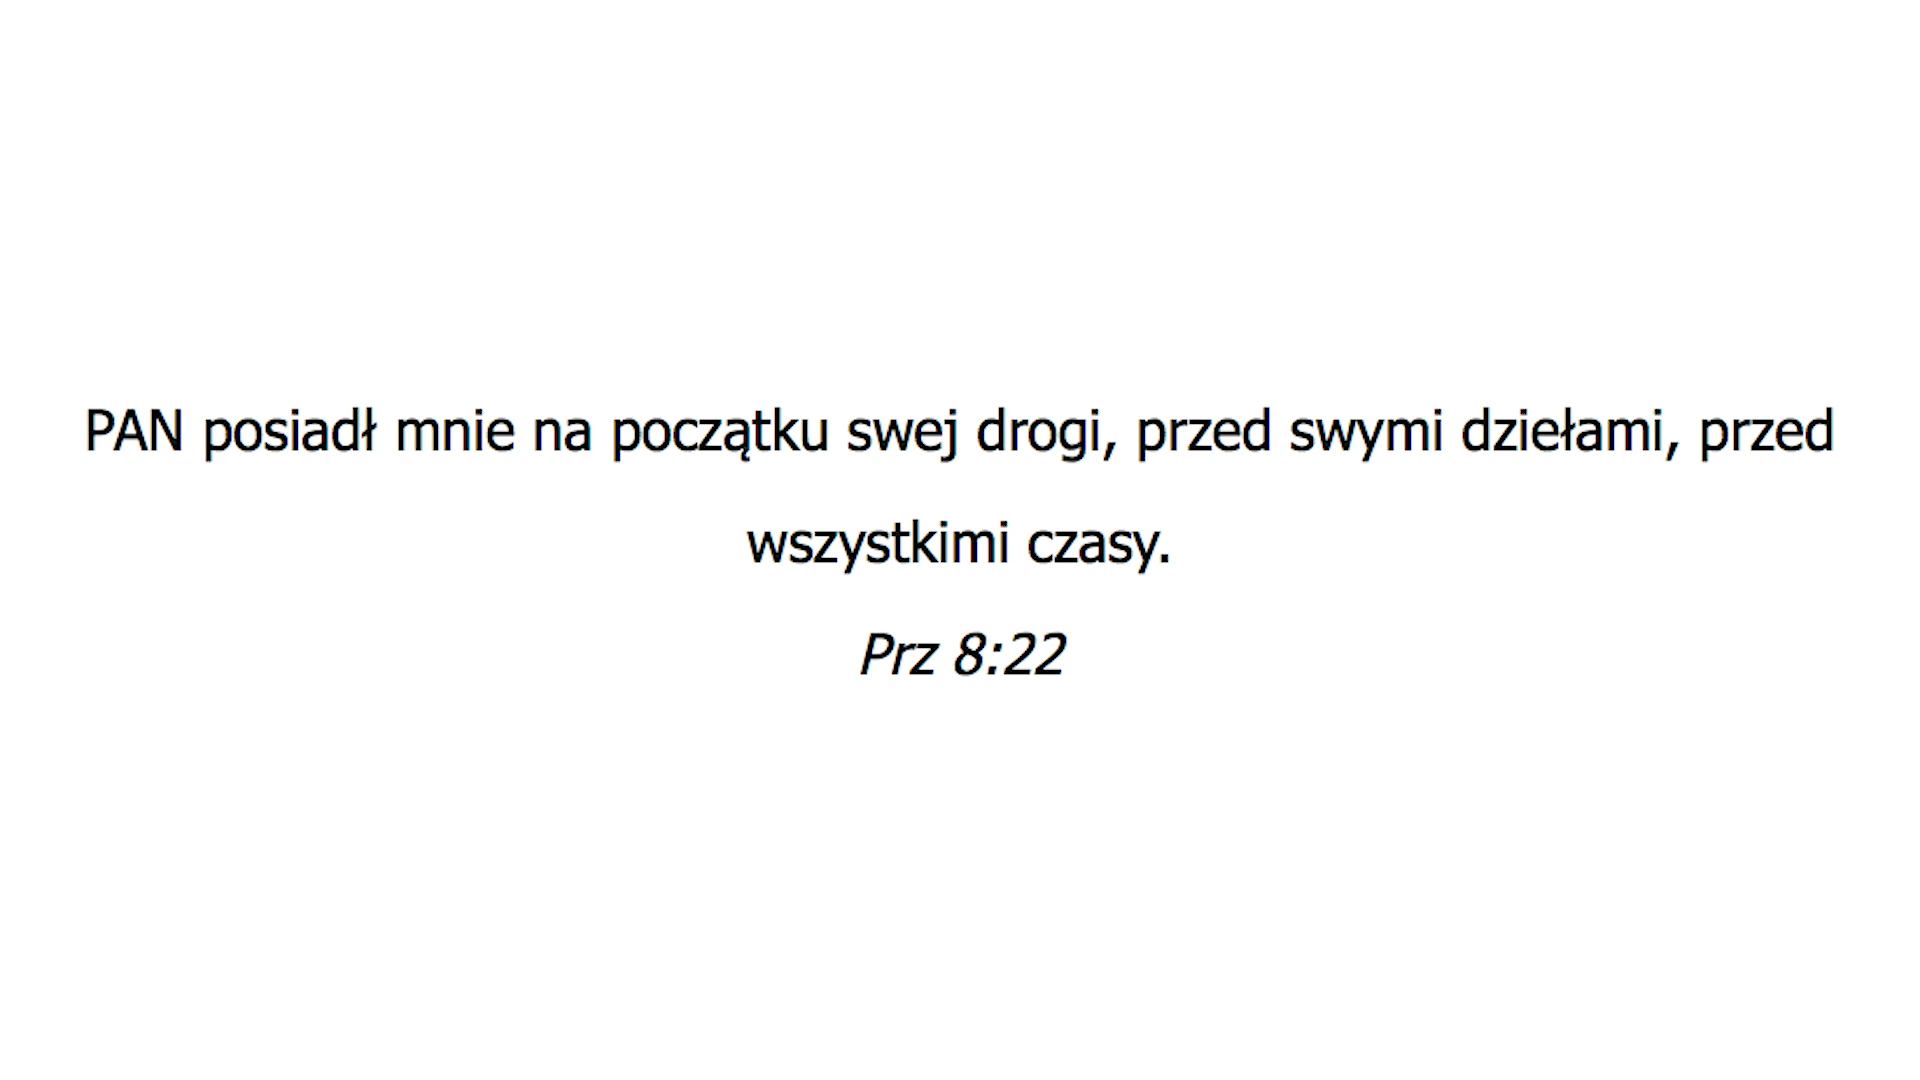 PAN posiadł mnie na początku swej drogi, przed swymi dziełami, przed
wszystkimi czasy.
Prz 8:22